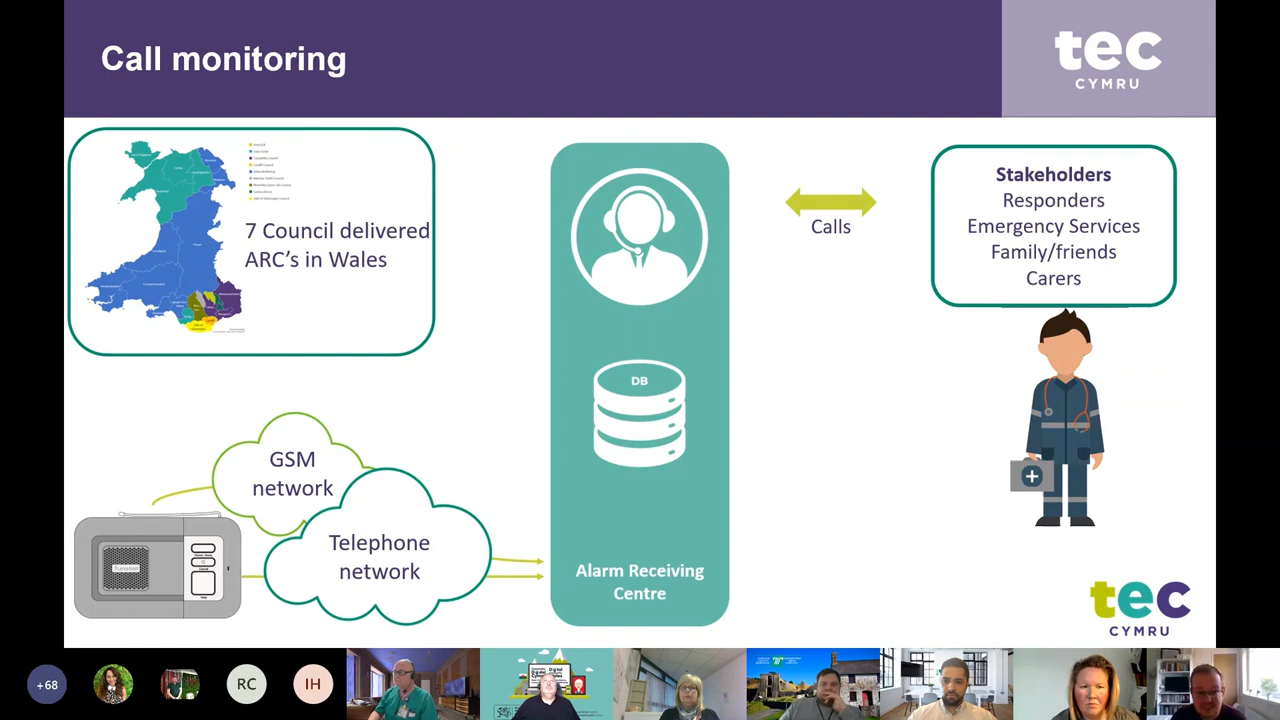 Call monitoring
tec
CYMRU
7 Council delivered
ARC's in Wales
GSM
network
Telephone
network
Tunstall
DB
Alarm Receiving
Centre
Calls
Stakeholders
Responders
Emergency Services
Family/friends
Carers
tec
CYMRU
+68
RC
IH